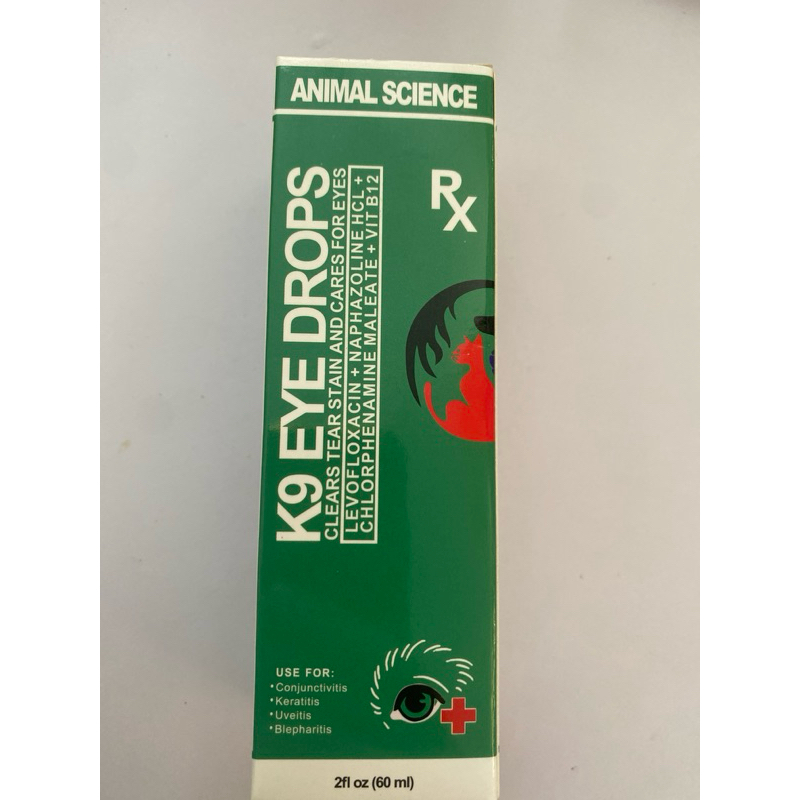 ANIMAL SCIENCE
Rx
K9 EYE DROPS
CLEARS TEAR STAIN AND CARES FOR EYES
LEVOFLOXACIN + NAPHAZOLINE HCL +
CHLORPHENAMINE MALEATE + VIT B12
USE FOR:
•Conjunctivitis
•Keratitis
•Uveitis
•Blepharitis
2fl oz (60 ml)